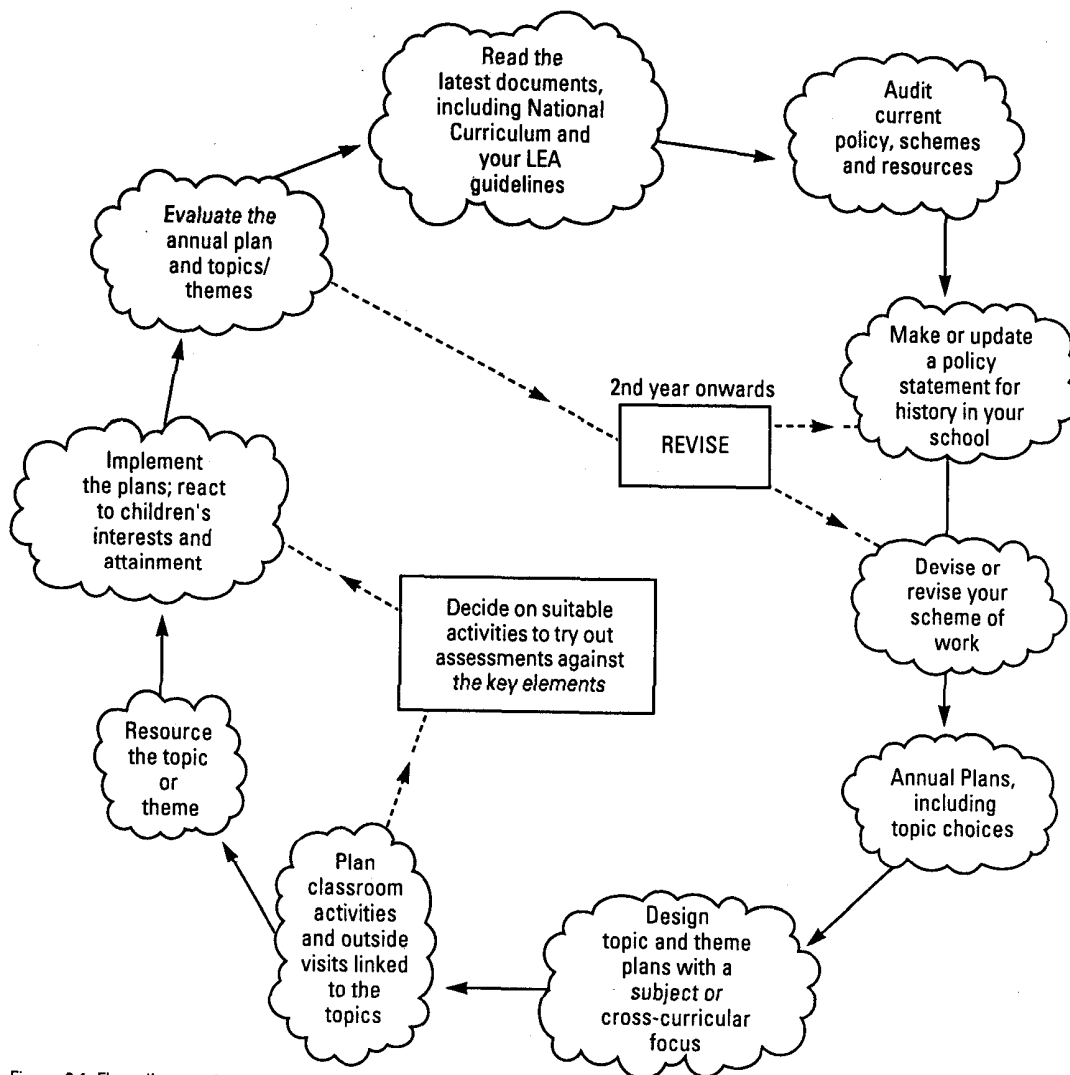 Read the
latest documents,
including National
Curriculum and
your LEA
guidelines
Audit
current
policy, schemes
and resources
Make or update
a policy
statement for
history in your
school
Devise or
revise your
scheme of
work
Annual Plans,
including
topic choices
Design
topic and theme
plans with a
subject or
cross-curricular
focus
Plan
classroom
activities
and outside
visits linked
to the
topics
Resource
the topic
or
theme
Implement
the plans; react
to children's
interests and
attainment
Evaluate the
annual plan
and topics/
themes
2nd year onwards
REVISE
Decide on suitable
activities to try out
assessments against
the key elements